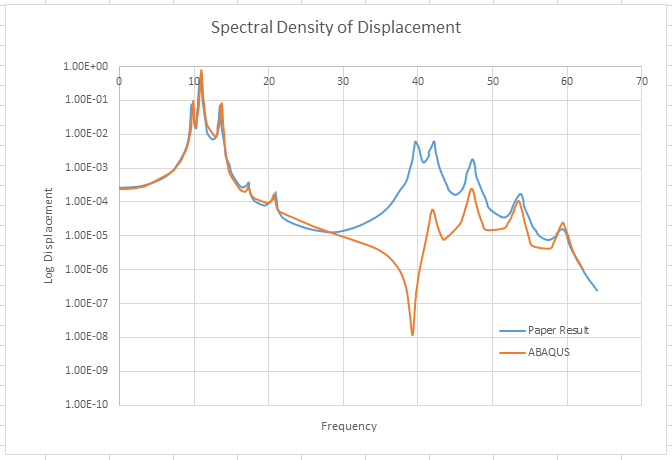 Spectral Density of Displacement
1.00E+00
0 10 20 30 40 50 60 70
1.00E-01
1.00E-02
1.00E-03
1.00E-04
1.00E-05
1.00E-06
1.00E-07
1.00E-08
1.00E-09
1.00E-10
Log Displacement
Paper Result
ABAQUS
Frequency